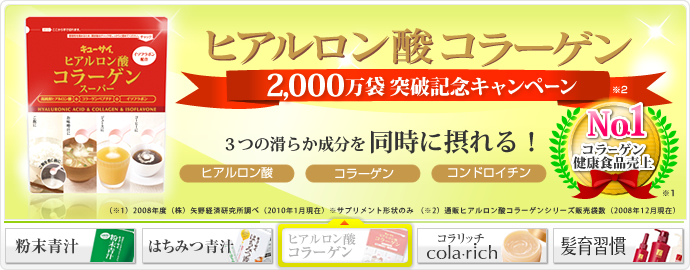 ヒアルロン酸 コラーゲン
2,000万袋 突破記念キャンペーン ※2
3つの滑らか成分を 同時に摂れる！
ヒアルロン酸 コラーゲン コンドロイチン
No.1
コラーゲン
健康食品売上
※1
キューサイ
ヒアルロン酸
コラーゲン
スーパー
イソフラボン
配合
HYALURONIC ACID & COLLAGEN & ISOFLAVONE
（※1）2008年度（株）矢野経済研究所調べ（2010年1月現在）※サプリメント形状のみ （※2）通販ヒアルロン酸コラーゲンシリーズ販売袋数（2008年12月現在）
粉末青汁
はちみつ青汁
ヒアルロン酸
コラーゲン
コラリッチ
cola·rich
髪育習慣